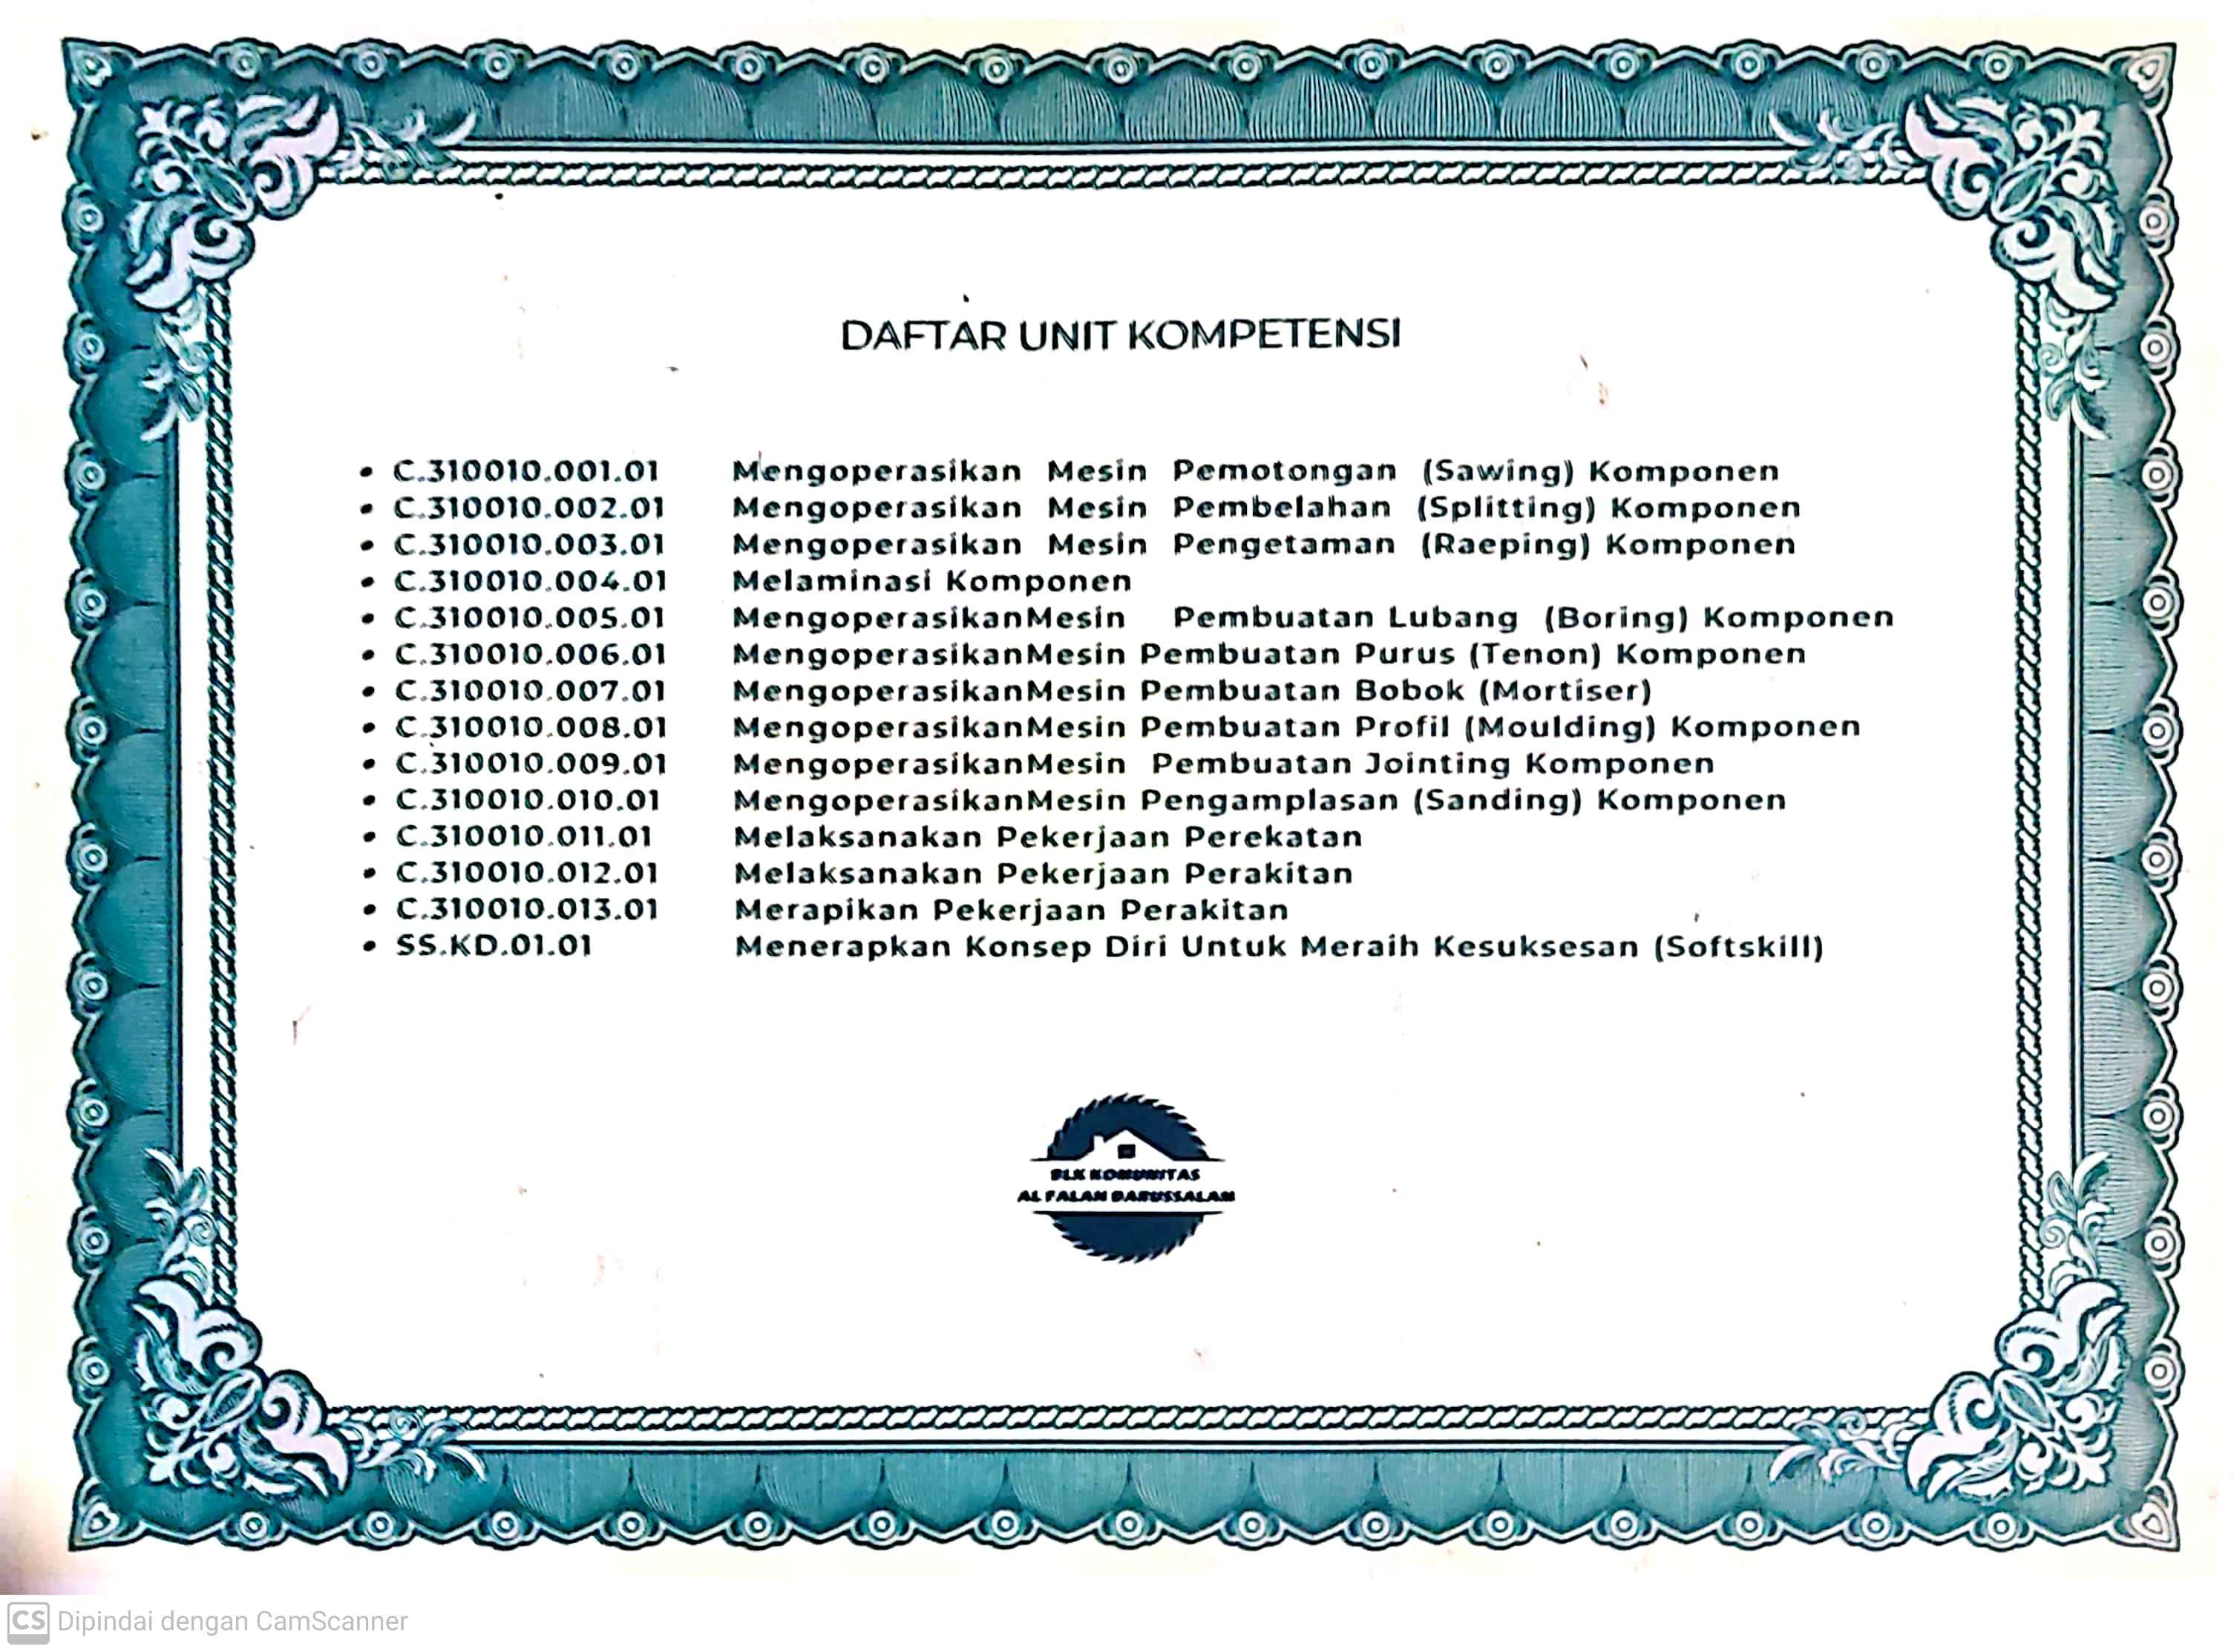 DAFTAR UNIT KOMPETENSI
• C.310010.001.01 Mengoperasikan Mesin Pemotongan (Sawing) Komponen
• C.310010.002.01 Mengoperasikan Mesin Pembelahan (Splitting) Komponen
• C.310010.003.01 Mengoperasikan Mesin Pengetaman (Raeping) Komponen
• C.310010.004.01 Melaminasi Komponen
• C.310010.005.01 MengoperasikanMesin Pembuatan Lubang (Boring) Komponen
• C.310010.006.01 MengoperasikanMesin Pembuatan Purus (Tenon) Komponen
• C.310010.007.01 MengoperasikanMesin Pembuatan Bobok (Mortiser)
• C.310010.008.01 MengoperasikanMesin Pembuatan Profil (Moulding) Komponen
• C.310010.009.01 MengoperasikanMesin Pembuatan Jointing Komponen
• C.310010.010.01 MengoperasikanMesin Pengamplasan (Sanding) Komponen
• C.310010.011.01 Melaksanakan Pekerjaan Perekatan
• C.310010.012.01 Melaksanakan Pekerjaan Perakitan
• C.310010.013.01 Merapikan Pekerjaan Perakitan
• SS.KD.01.01 Menerapkan Konsep Diri Untuk Meraih Kesuksesan (Softskill)
BLK KOMUNITAS
AL FALAH DARUSSALAM
CS Dipindai dengan CamScanner